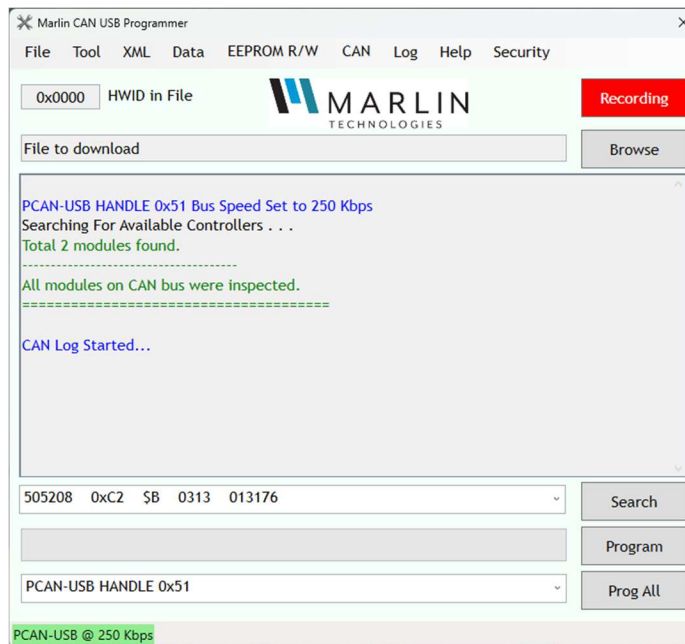 Marlin CAN USB Programmer
File Tool XML Data EEPROM R/W CAN Log Help Security
0x0000 HWID in File
MARLIN
TECHNOLOGIES
Recording
File to download
Browse
PCAN-USB HANDLE 0x51 Bus Speed Set to 250 Kbps
Searching For Available Controllers . . .
Total 2 modules found.
-----------------------------------
All modules on CAN bus were inspected.
======================================
CAN Log Started...
505208 0xC2 $B 0313 013176
Search
Program
PCAN-USB HANDLE 0x51
Prog All
PCAN-USB @ 250 Kbps